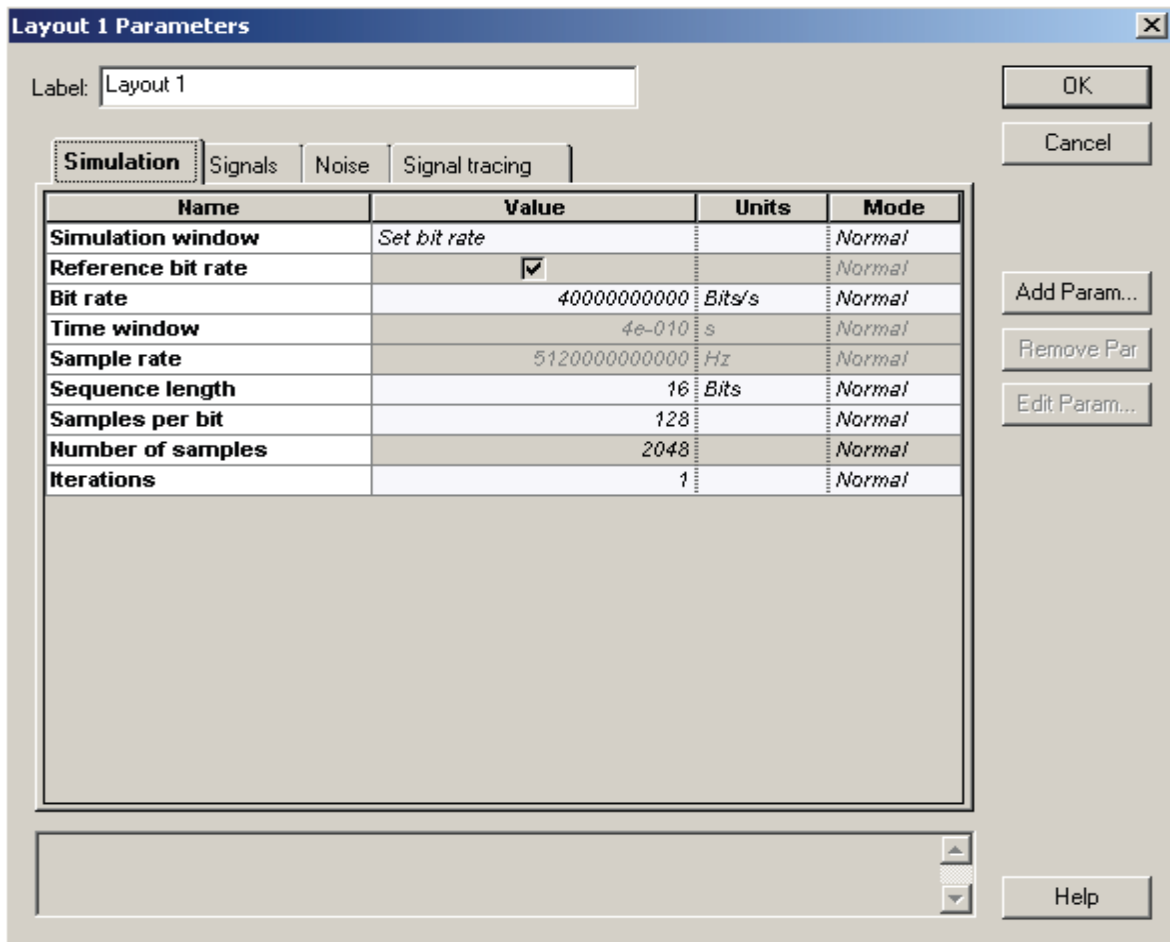 Layout 1 Parameters
Label: Layout 1
OK
Cancel
Simulation Signals Noise Signal tracing
Name Value Units Mode
Simulation window Set bit rate Normal
Reference bit rate Normal
Bit rate 40000000000 Bits/s Normal
Time window 4e-010 s Normal
Sample rate 5120000000000 Hz Normal
Sequence length 16 Bits Normal
Samples per bit 128 Normal
Number of samples 2048 Normal
Iterations 1 Normal
Add Param...
Remove Par
Edit Param...
Help